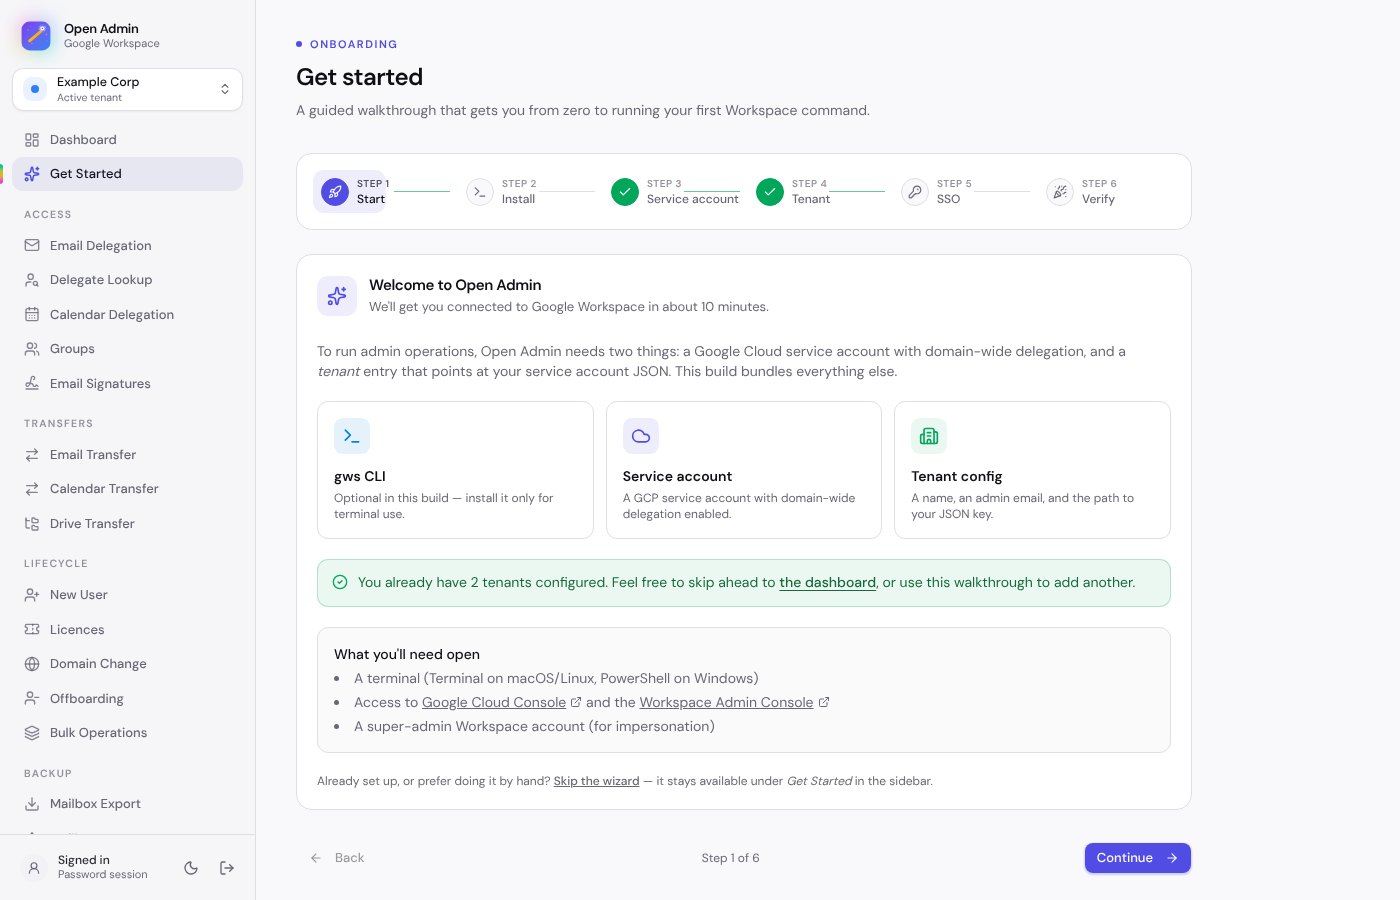 Open Admin
Google Workspace
Example Corp
Active tenant
Dashboard
Get Started
ACCESS
Email Delegation
Delegate Lookup
Calendar Delegation
Groups
Email Signatures
TRANSFERS
Email Transfer
Calendar Transfer
Drive Transfer
LIFECYCLE
New User
Licences
Domain Change
Offboarding
Bulk Operations
BACKUP
Mailbox Export
Signed in
Password session
ONBOARDING
Get started
A guided walkthrough that gets you from zero to running your first Workspace command.
STEP 1
Start
STEP 2
Install
STEP 3
Service account
STEP 4
Tenant
STEP 5
SSO
STEP 6
Verify
Welcome to Open Admin
We'll get you connected to Google Workspace in about 10 minutes.
To run admin operations, Open Admin needs two things: a Google Cloud service account with domain-wide delegation, and a
tenant entry that points at your service account JSON. This build bundles everything else.
gws CLI
Optional in this build — install it only for
terminal use.
Service account
A GCP service account with domain-wide
delegation enabled.
Tenant config
A name, an admin email, and the path to
your JSON key.
You already have 2 tenants configured. Feel free to skip ahead to the dashboard, or use this walkthrough to add another.
What you'll need open
• A terminal (Terminal on macOS/Linux, PowerShell on Windows)
• Access to Google Cloud Console and the Workspace Admin Console
• A super-admin Workspace account (for impersonation)
Already set up, or prefer doing it by hand? Skip the wizard — it stays available under Get Started in the sidebar.
Back
Step 1 of 6
Continue